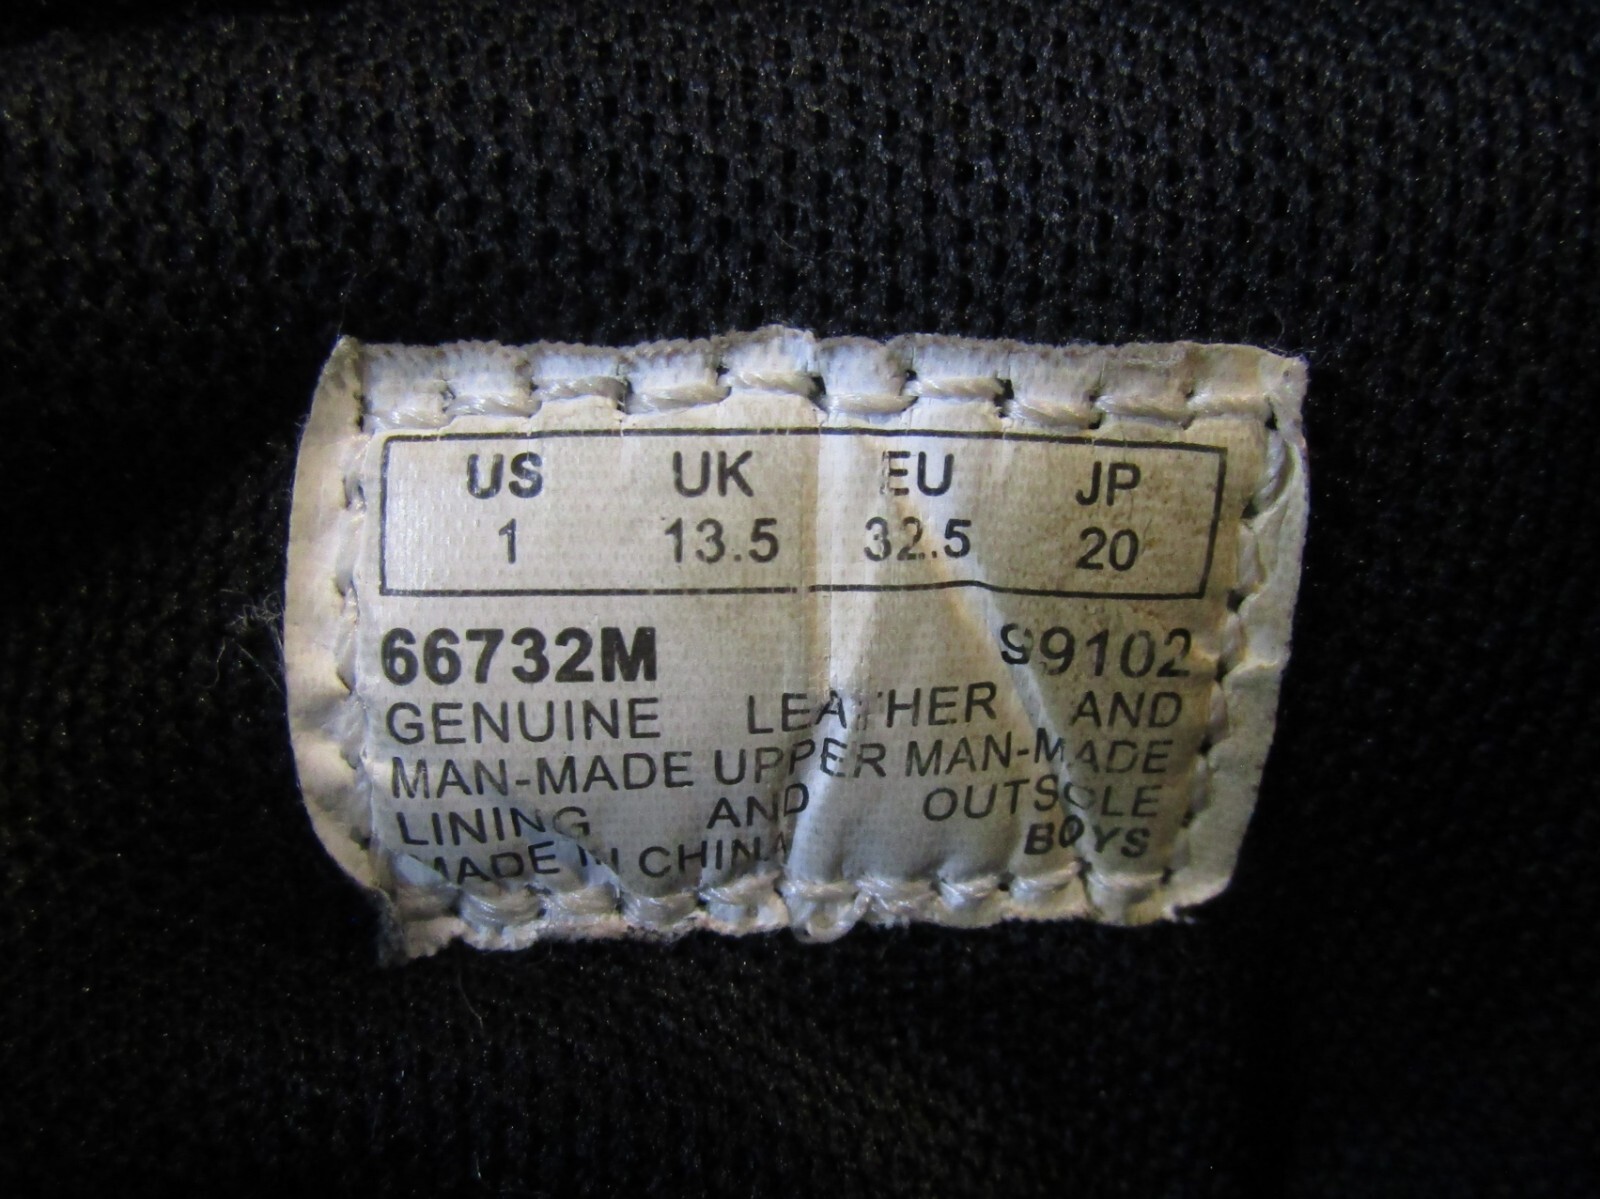 US UK EU JP
1 13.5 32.5 20
66732M S9102
GENUINE LEATHER AND
MAN-MADE UPPER MAN-MADE
LINING AND OUTSOLE
MADE IN CHINA BOYS